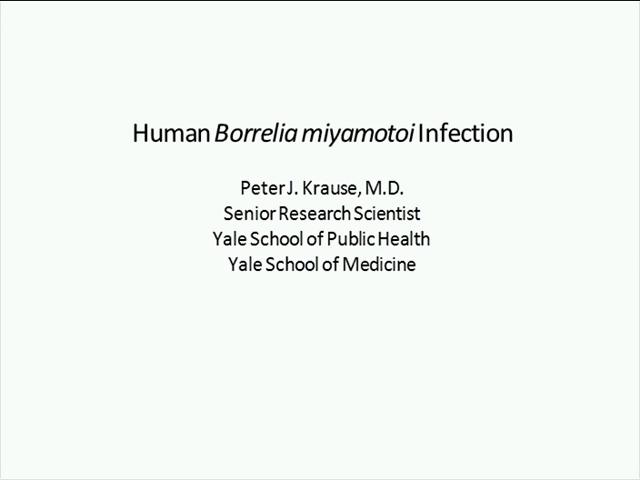 Human Borrelia miyamotoi Infection
Peter J. Krause, M.D.
Senior Research Scientist
Yale School of Public Health
Yale School of Medicine